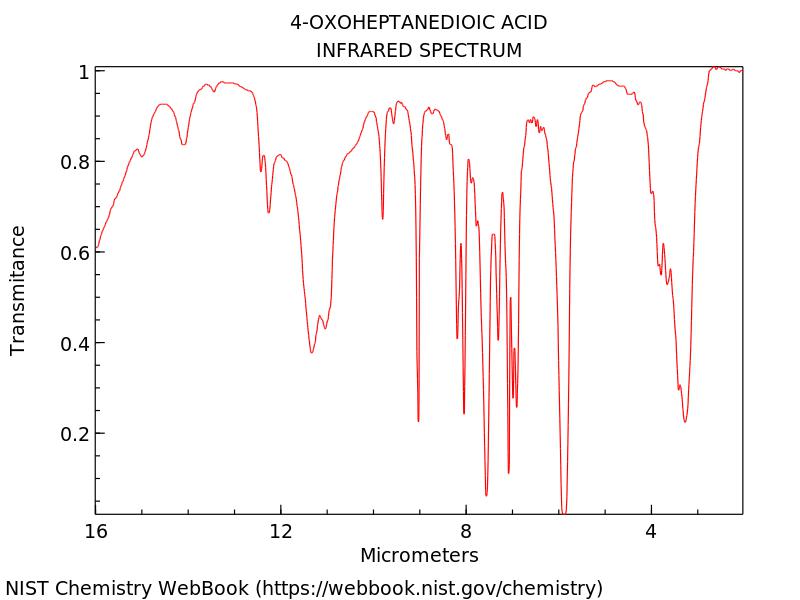 4-OXOHEPTANEDIOIC ACID
INFRARED SPECTRUM
1
0.8
0.6
0.4
0.2
Transmitance
16 12 8 4
Micrometers
NIST Chemistry WebBook (https://webbook.nist.gov/chemistry)